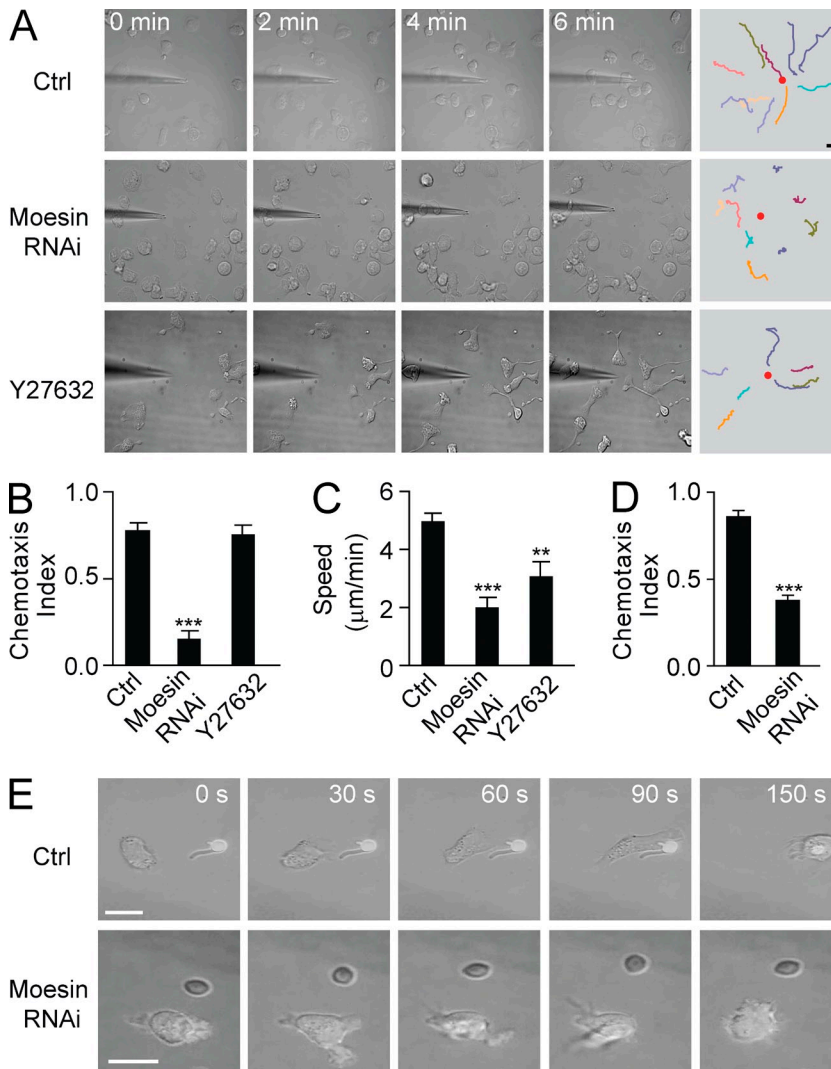 A
0 min
2 min
4 min
6 min
Ctrl
Moesin
RNAi
Y27632
B
Chemotaxis
Index
1.0
0.5
0.0
***
Ctrl
Moesin
RNAi
Y27632
C
Speed
(μm/min)
6
4
2
0
***
**
Ctrl
Moesin
RNAi
Y27632
D
Chemotaxis
Index
1.0
0.5
0.0
***
Ctrl
Moesin
RNAi
E
0 s
30 s
60 s
90 s
150 s
Ctrl
Moesin
RNAi